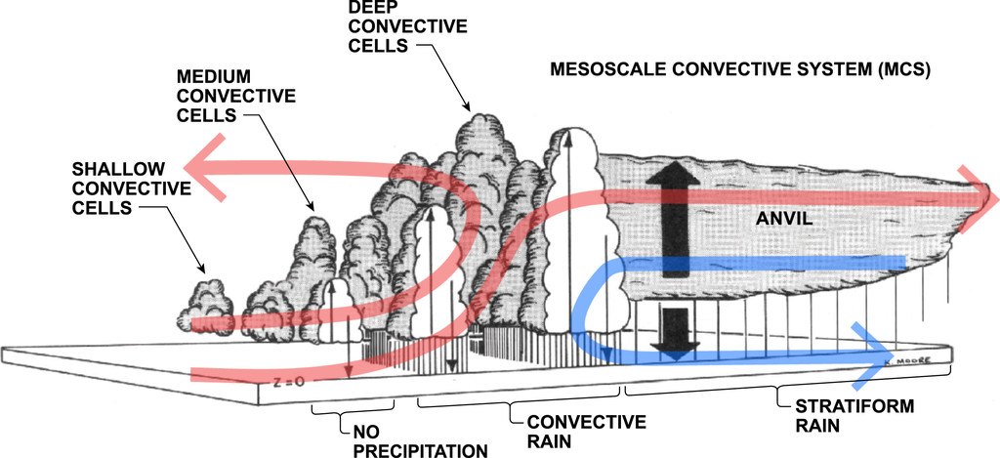 DEEP
CONVECTIVE
CELLS
MESOSCALE CONVECTIVE SYSTEM (MCS)
MEDIUM
CONVECTIVE
CELLS
SHALLOW
CONVECTIVE
CELLS
ANVIL
Z=0
K. MOORE
NO
PRECIPITATION
CONVECTIVE
RAIN
STRATIFORM
RAIN